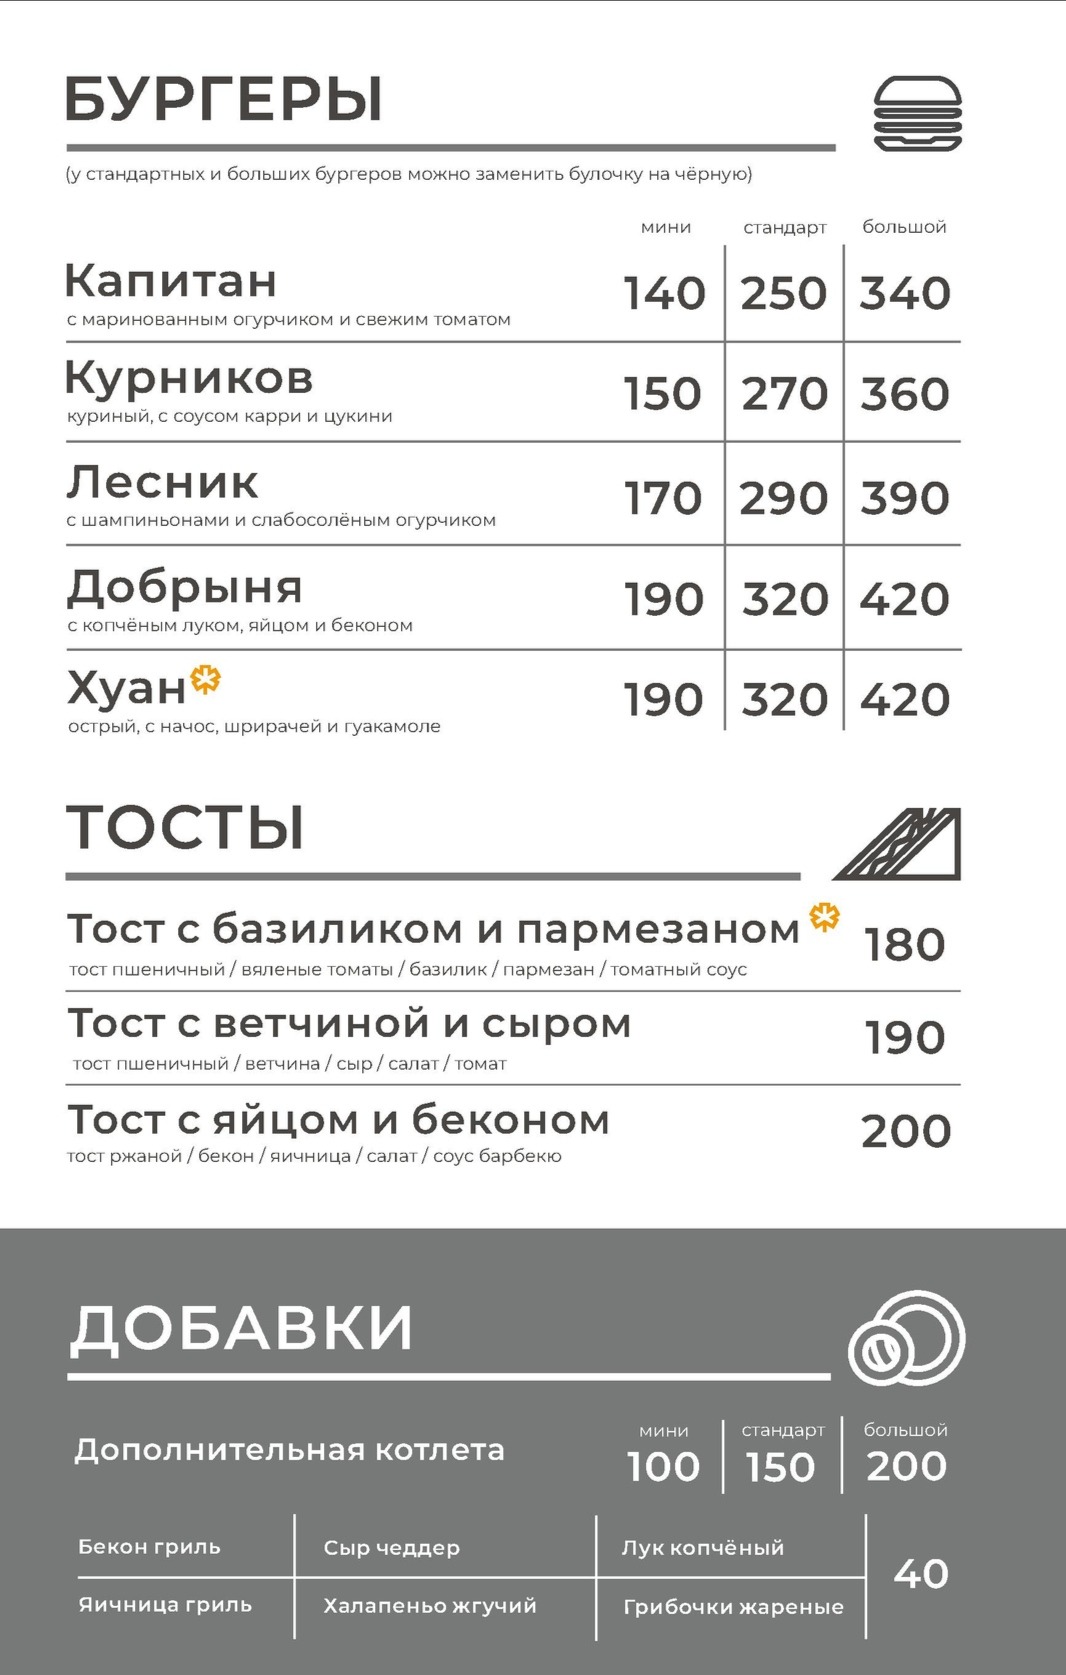 БУРГЕРЫ
(у стандартных и больших бургеров можно заменить булочку на чёрную)
мини стандарт большой
Капитан 140 250 340
с маринованным огурчиком и свежим томатом
Курников 150 270 360
куриный, с соусом карри и цукини
Лесник 170 290 390
с шампиньонами и слабосолёным огурчиком
Добрыня 190 320 420
с копчёным луком, яйцом и беконом
Хуан 190 320 420
острый, с начос, шрирачей и гуакамоле
ТОСТЫ
Тост с базиликом и пармезаном 180
тост пшеничный / вяленые томаты / базилик / пармезан / томатный соус
Тост с ветчиной и сыром 190
тост пшеничный / ветчина / сыр / салат / томат
Тост с яйцом и беконом 200
тост ржаной / бекон / яичница / салат / соус барбекю
ДОБАВКИ
мини стандарт большой
Дополнительная котлета 100 150 200
Бекон гриль Сыр чеддер Лук копчёный
40
Яичница гриль Халапеньо жгучий Грибочки жареные